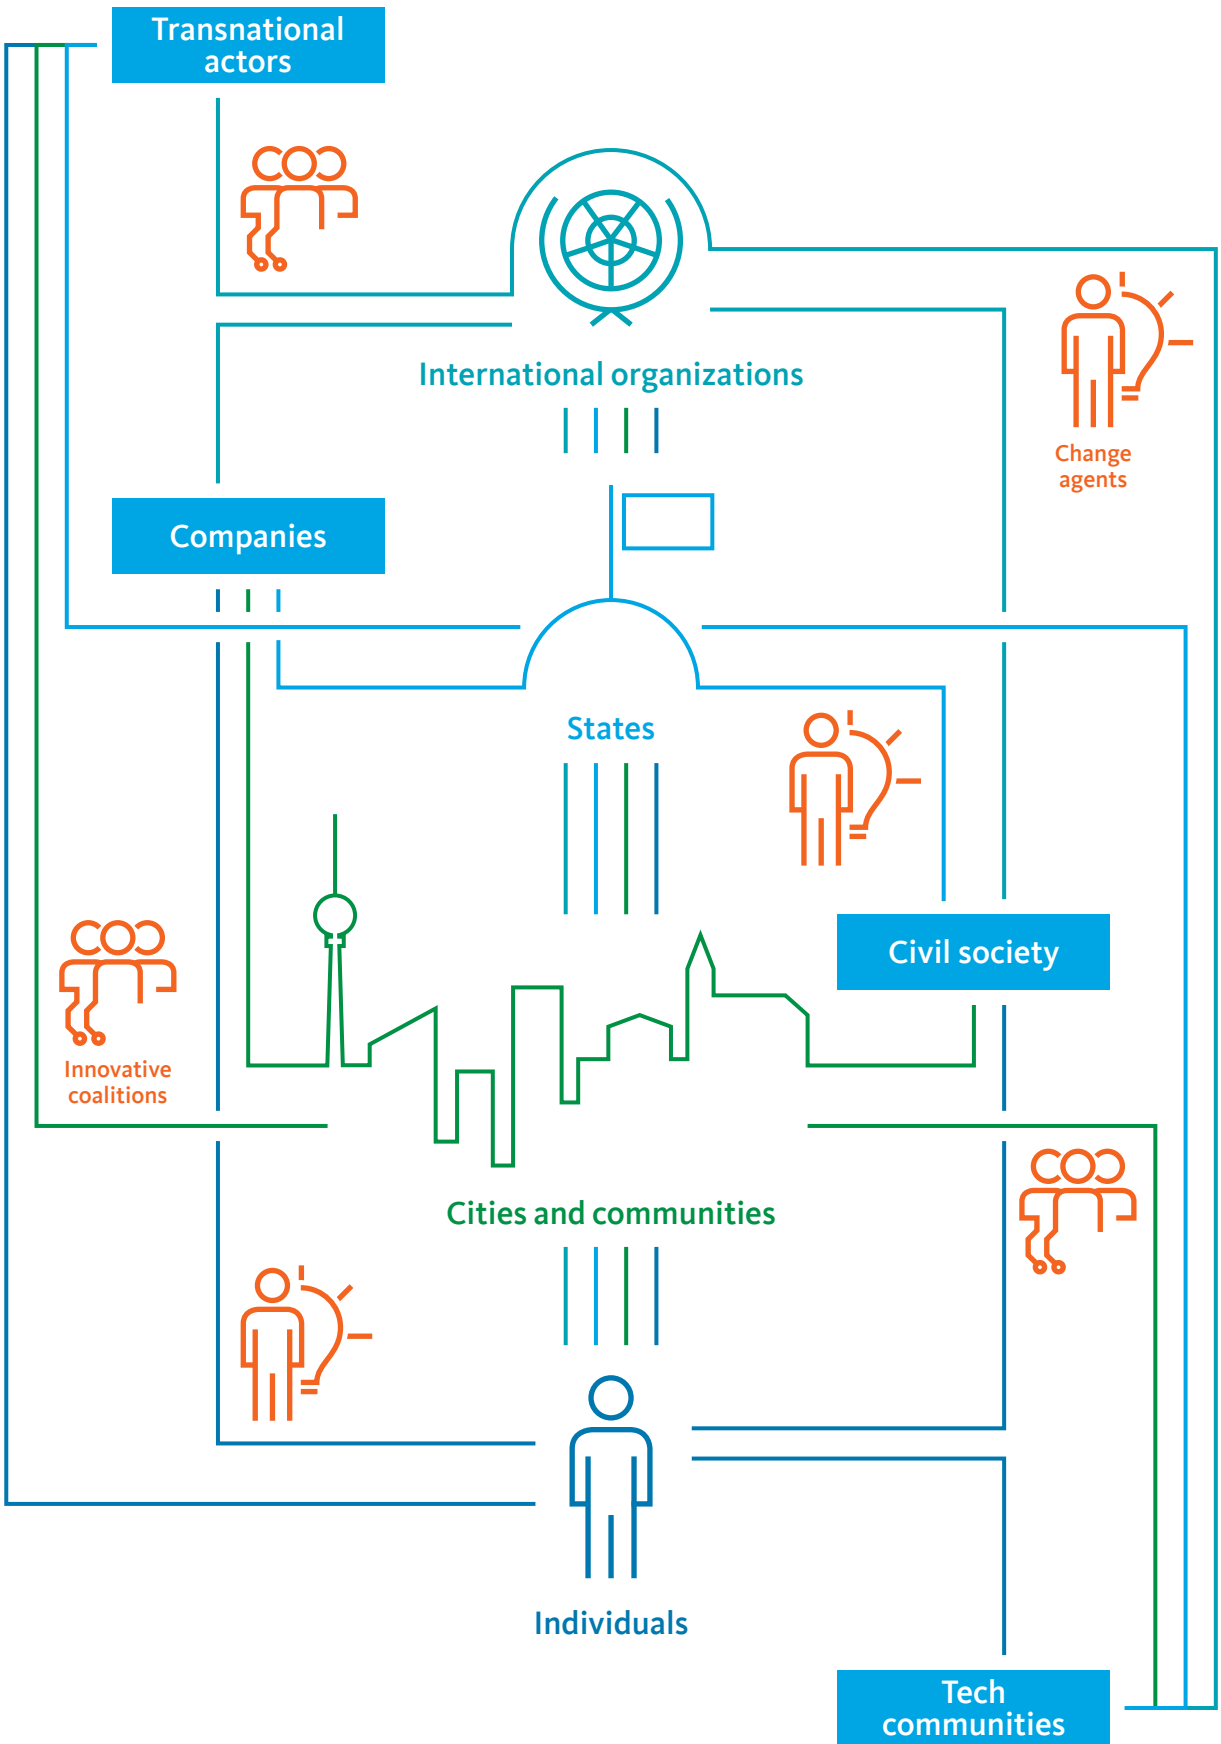 Transnational
actors
International organizations
Change
agents
Companies
States
Civil society
Innovative
coalitions
Cities and communities
Individuals
Tech
communities